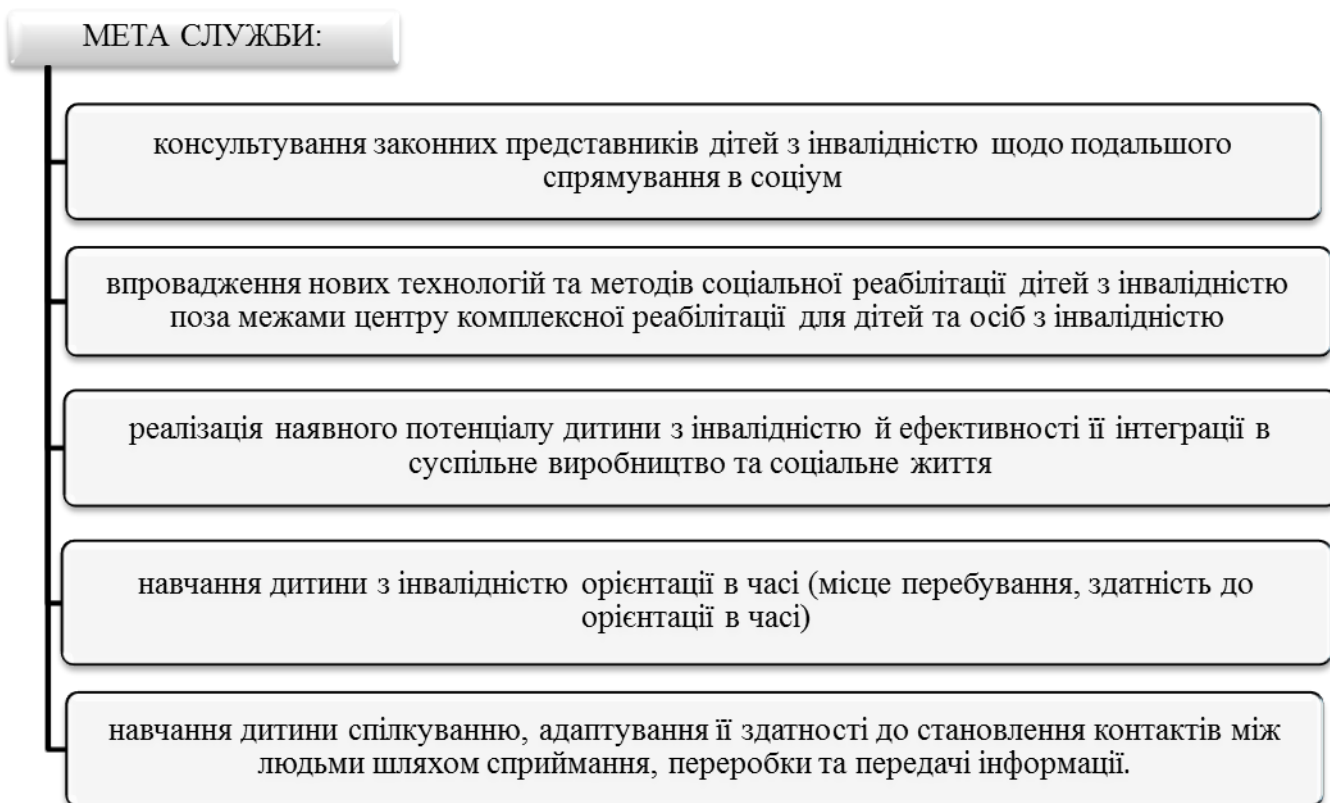 МЕТА СЛУЖБИ:
консультування законних представників дітей з інвалідністю щодо подальшого
спрямування в соціум
впровадження нових технологій та методів соціальної реабілітації дітей з інвалідністю
поза межами центру комплексної реабілітації для дітей та осіб з інвалідністю
реалізація наявного потенціалу дитини з інвалідністю й ефективності її інтеграції в
суспільне виробництво та соціальне життя
навчання дитини з інвалідністю орієнтації в часі (місце перебування, здатність до
орієнтації в часі)
навчання дитини спілкуванню, адаптування її здатності до становлення контактів між
людьми шляхом сприймання, переробки та передачі інформації.